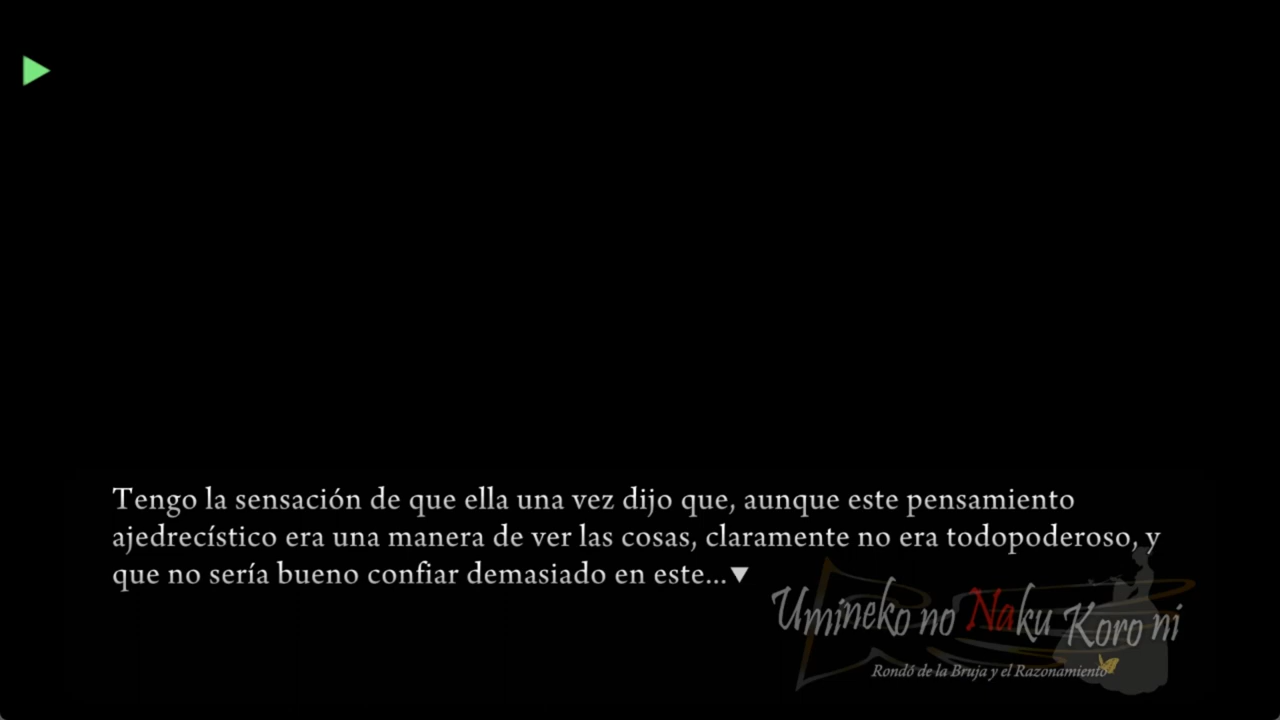 Tengo la sensación de que ella una vez dijo que, aunque este pensamiento
ajedrecístico era una manera de ver las cosas, claramente no era todopoderoso, y
que no sería bueno confiar demasiado en este...
Umineko no Naku Koro ni
Rondó de la Bruja y el Razonamiento